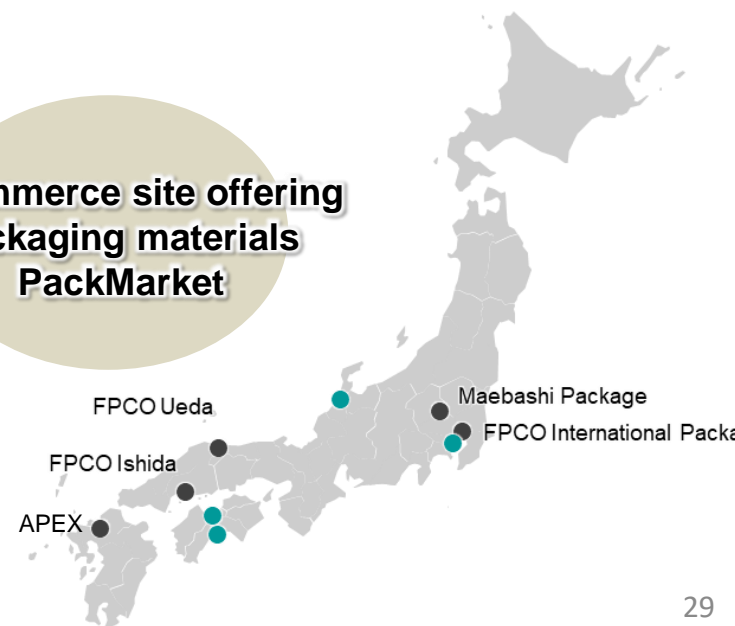 mmerce site offering
ckaging materials
PackMarket
FPCO Ueda
Maebashi Package
FPCO International Packa
FPCO Ishida
APEX
29